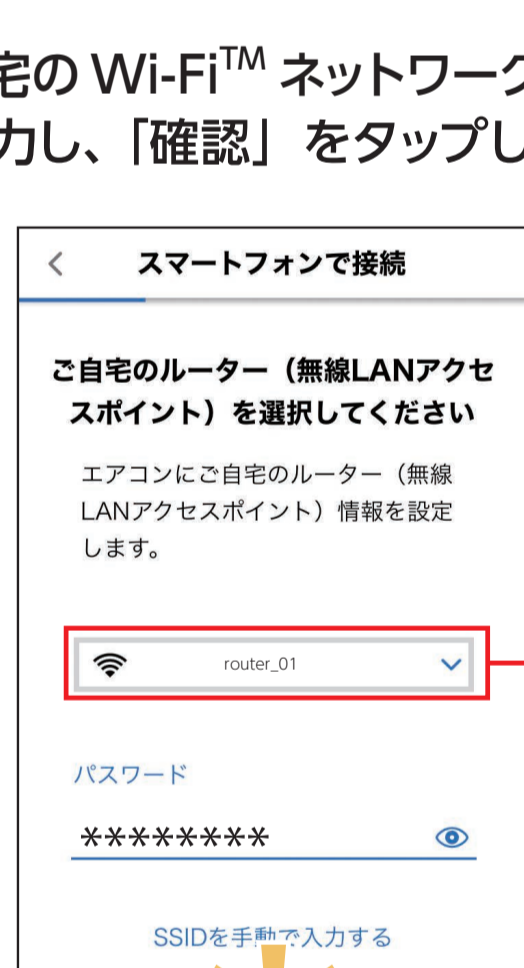 宅の Wi-Fi™ ネットワーク
力し、「確認」をタップし
スマートフォンで接続
ご自宅のルーター（無線LANアクセ
スポイント）を選択してください
エアコンにご自宅のルーター（無線
LANアクセスポイント）情報を設定
します。
router_01
パスワード
********
SSIDを手動で入力する